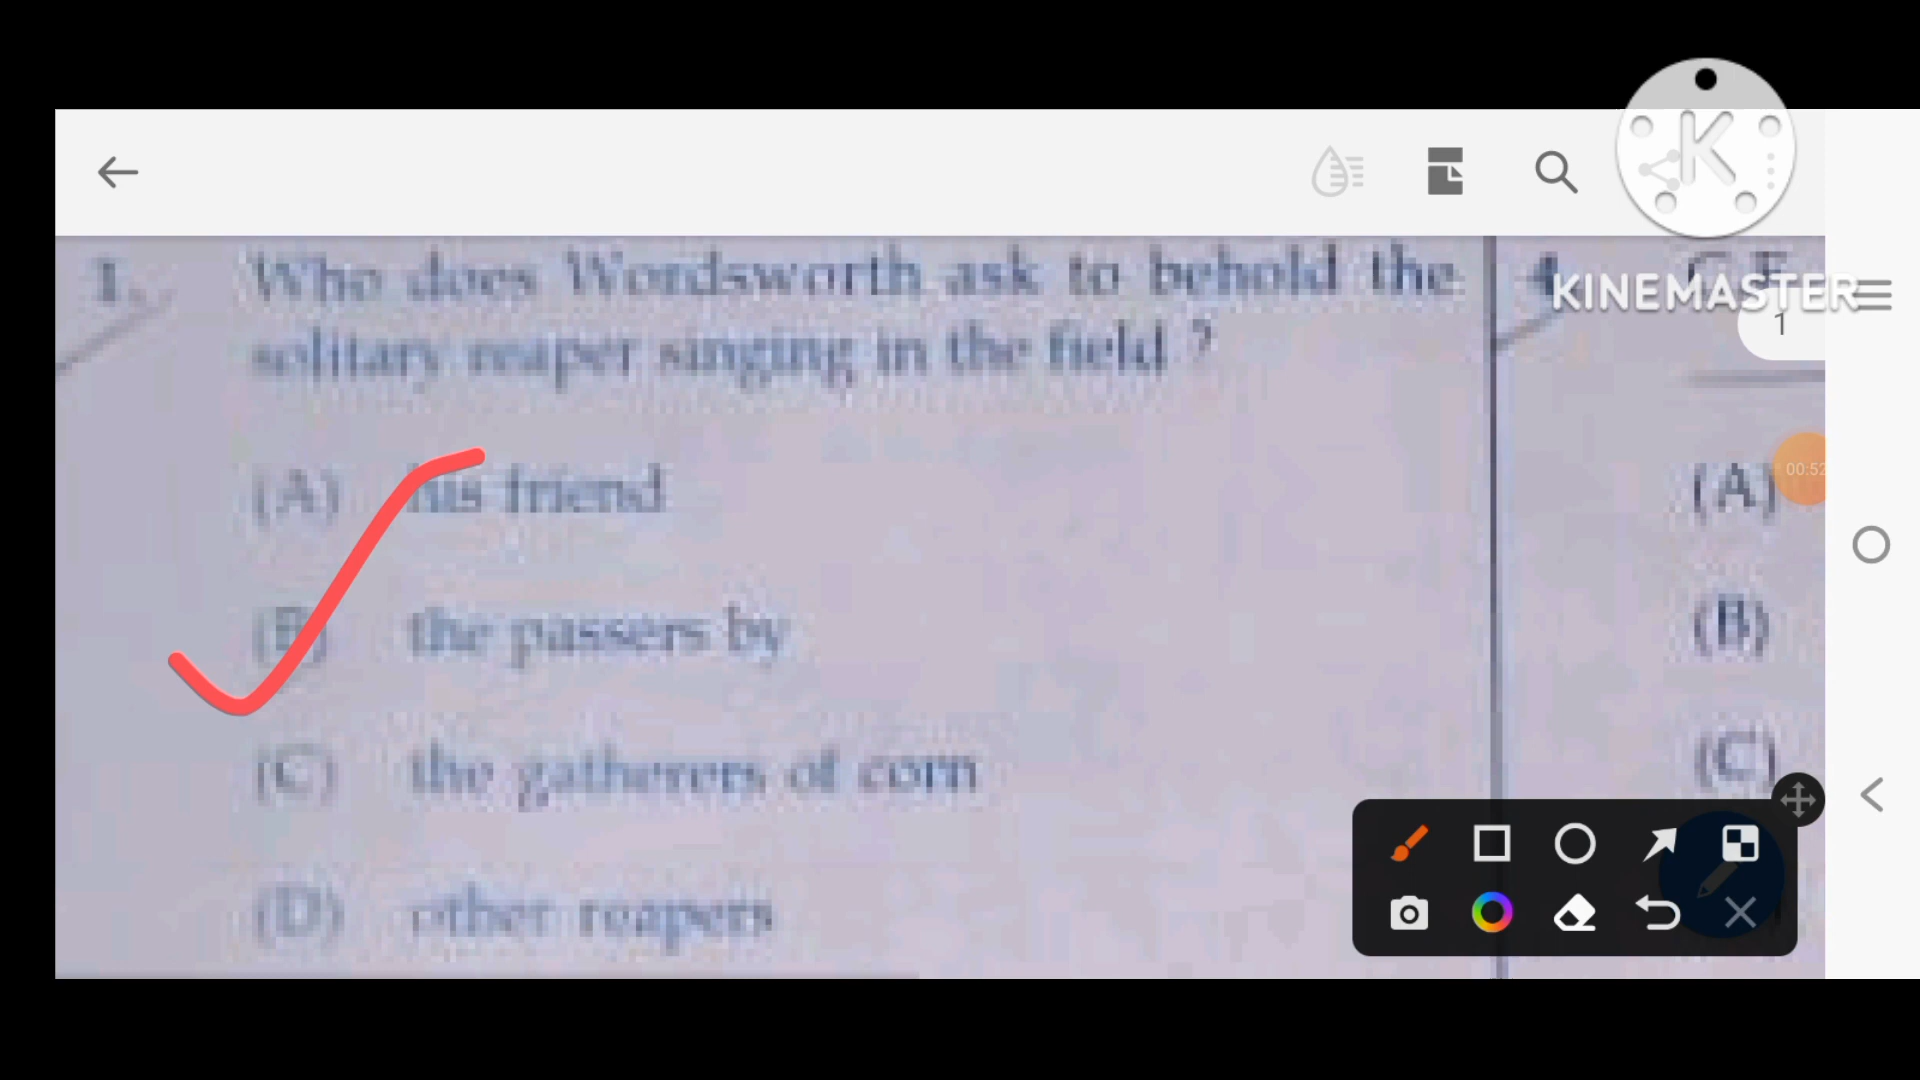 K
KINEMASTER
1
1. Who does Wordsworth ask to behold the
solitary reaper singing in the field ?
(A) his friend
(B) the passers by
(C) the gatherers of corn
(D) other reapers
4
(A)
(B)
(C)
00:52